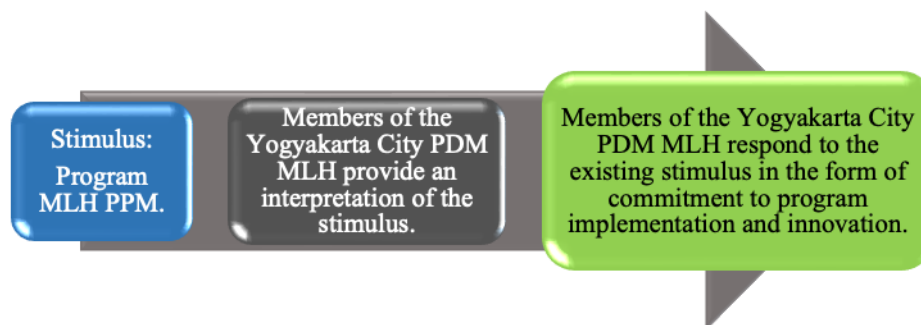 Stimulus:
Program
MLH PPM.
Members of the
Yogyakarta City PDM
MLH provide an
interpretation of the
stimulus.
Members of the Yogyakarta City
PDM MLH respond to the
existing stimulus in the form of
commitment to program
implementation and innovation.